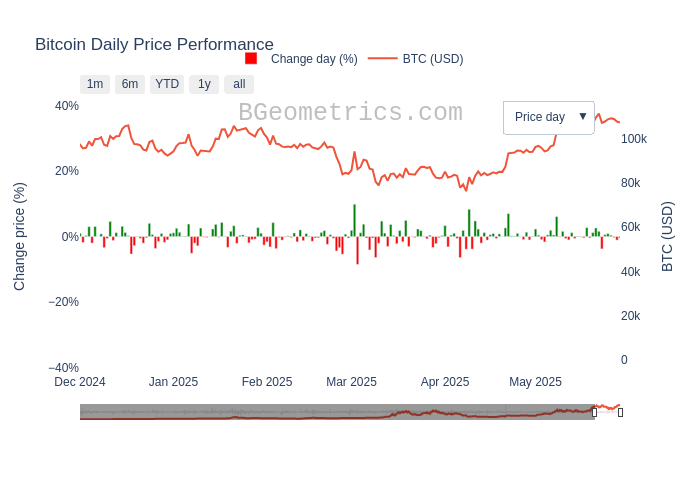 Bitcoin Daily Price Performance
Change day (%) BTC (USD)
1m 6m YTD 1y all
BGeometrics.com
Price day ▼
Change price (%)
40%
20%
0%
−20%
−40%
100k
80k
60k
40k
20k
0
BTC (USD)
Dec 2024 Jan 2025 Feb 2025 Mar 2025 Apr 2025 May 2025